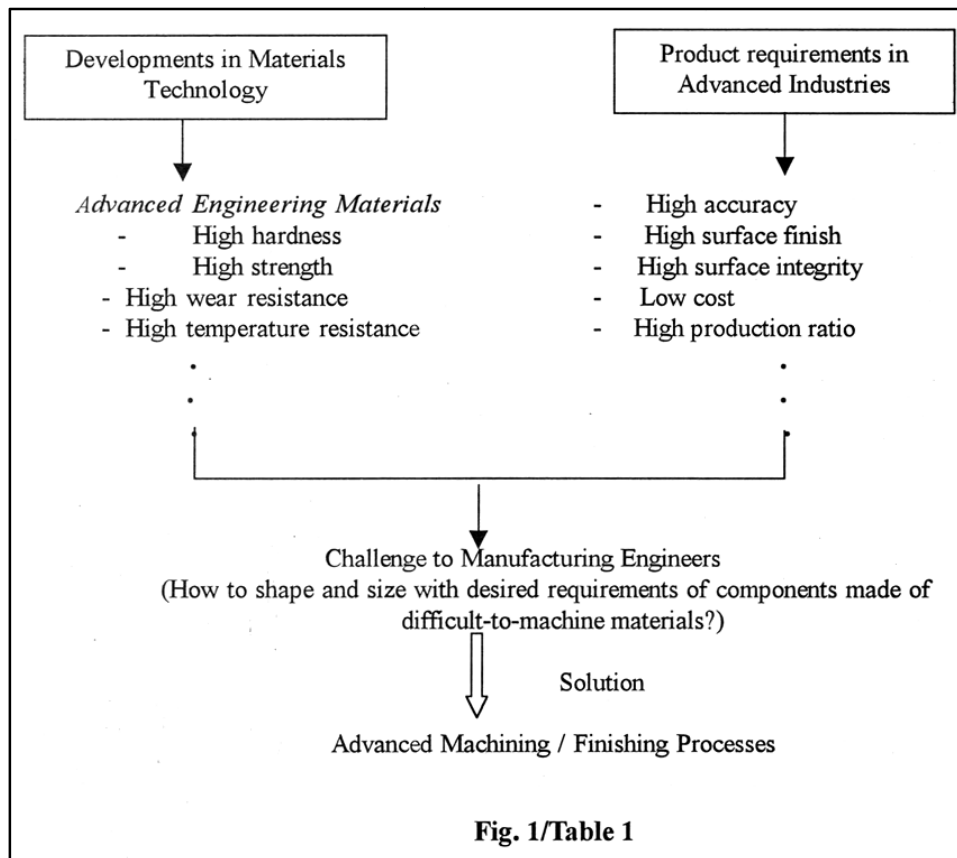 Developments in Materials
Technology
Product requirements in
Advanced Industries
Advanced Engineering Materials
- High hardness
- High strength
- High wear resistance
- High temperature resistance
- High accuracy
- High surface finish
- High surface integrity
- Low cost
- High production ratio
Challenge to Manufacturing Engineers
(How to shape and size with desired requirements of components made of
difficult-to-machine materials?)
Solution
Advanced Machining / Finishing Processes
Fig. 1/Table 1